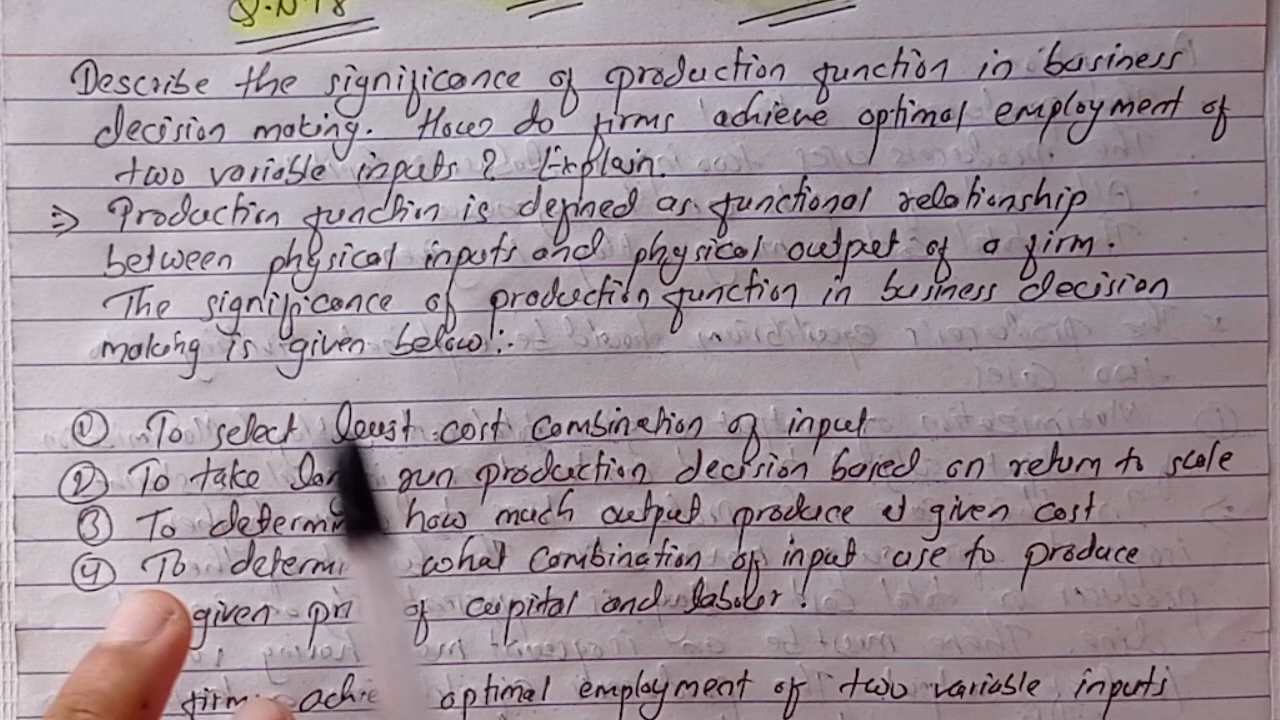 Q.N.18
Describe the significance of production function in business
decision making. How do firms achieve optimal employment of
two variable inputs? Explain.
⇒ Production function is defined as functional relationship
between physical inputs and physical output of a firm.
The significance of production function in business decision
making is given below:-
① To select least cost combination of input
② To take run production decision based on return to scale
③ To how much output produce at given cost
④ To what combination of input use to produce
given of capital and labour.
firm optimal employment of two variable inputs